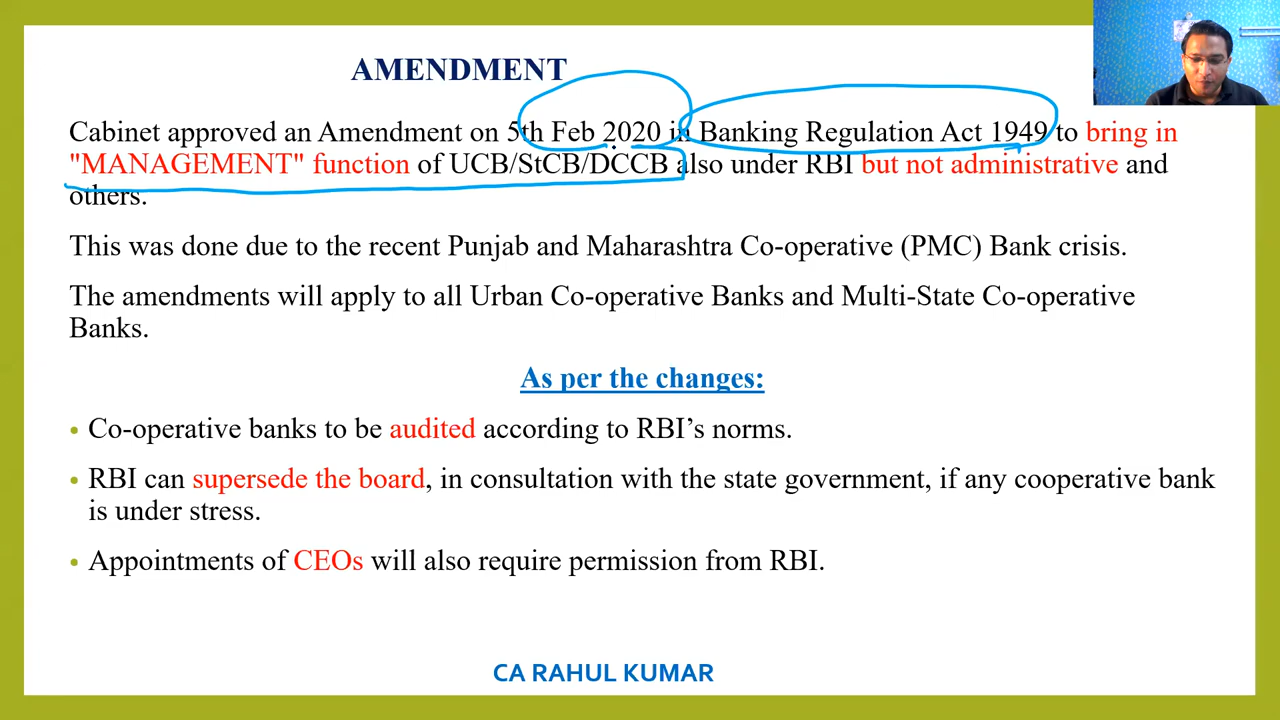 AMENDMENT
Cabinet approved an Amendment on 5th Feb 2020 in Banking Regulation Act 1949 to bring in
"MANAGEMENT" function of UCB/StCB/DCCB also under RBI but not administrative and
others.
This was done due to the recent Punjab and Maharashtra Co-operative (PMC) Bank crisis.
The amendments will apply to all Urban Co-operative Banks and Multi-State Co-operative
Banks.
As per the changes:
• Co-operative banks to be audited according to RBI’s norms.
• RBI can supersede the board, in consultation with the state government, if any cooperative bank
is under stress.
• Appointments of CEOs will also require permission from RBI.
CA RAHUL KUMAR